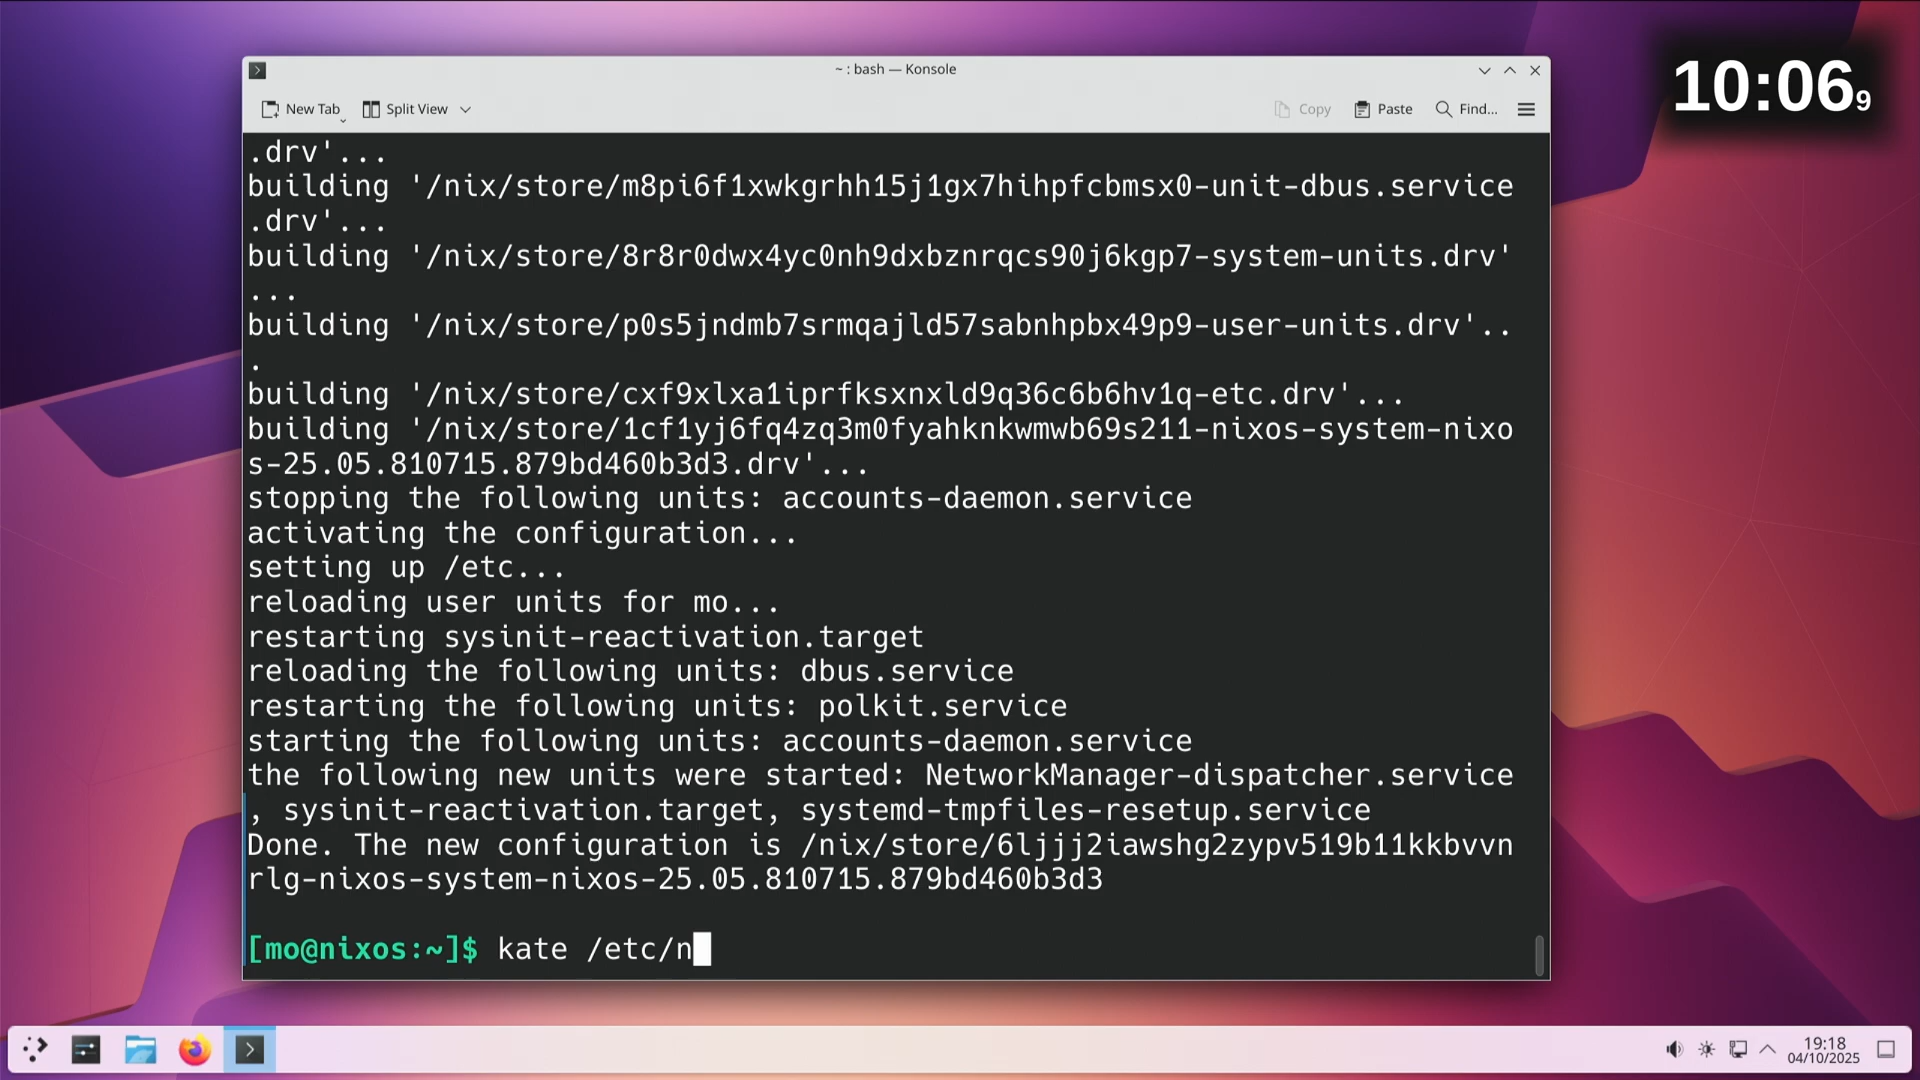 ~ : bash — Konsole
10:06 9
New Tab
Split View
Copy
Paste
Find...
.drv'...
building '/nix/store/m8pi6f1xwkgrhh15j1gx7hihpfcbmsx0-unit-dbus.service
.drv'...
building '/nix/store/8r8r0dwx4yc0nh9dxbznrqcs90j6kgp7-system-units.drv'
...
building '/nix/store/p0s5jndmb7srmqajld57sabnhpbx49p9-user-units.drv'..
.
building '/nix/store/cxf9xlxa1iprfksxnxld9q36c6b6hv1q-etc.drv'...
building '/nix/store/1cf1yj6fq4zq3m0fyahknkwmwb69s211-nixos-system-nixo
s-25.05.810715.879bd460b3d3.drv'...
stopping the following units: accounts-daemon.service
activating the configuration...
setting up /etc...
reloading user units for mo...
restarting sysinit-reactivation.target
reloading the following units: dbus.service
restarting the following units: polkit.service
starting the following units: accounts-daemon.service
the following new units were started: NetworkManager-dispatcher.service
, sysinit-reactivation.target, systemd-tmpfiles-resetup.service
Done. The new configuration is /nix/store/6ljjj2iawshg2zypv519b11kkbvvn
rlg-nixos-system-nixos-25.05.810715.879bd460b3d3
[mo@nixos:~]$ kate /etc/n
19:18
04/10/2025